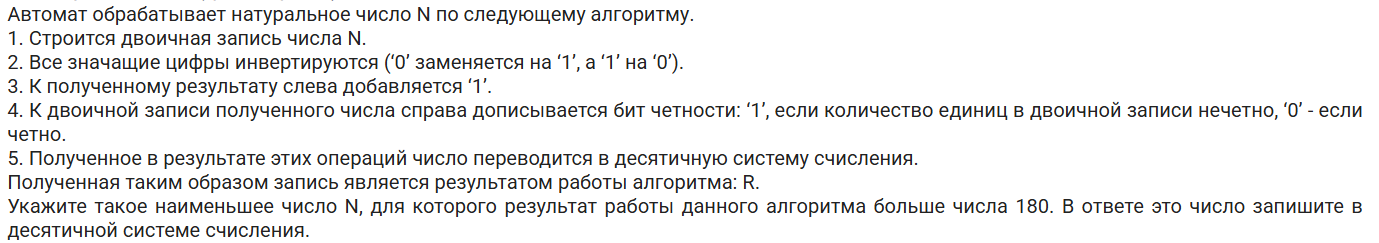 Автомат обрабатывает натуральное число N по следующему алгоритму.
1. Строится двоичная запись числа N.
2. Все значащие цифры инвертируются (‘0’ заменяется на ‘1’, а ‘1’ на ‘0’).
3. К полученному результату слева добавляется ‘1’.
4. К двоичной записи полученного числа справа дописывается бит четности: ‘1’, если количество единиц в двоичной записи нечетно, ‘0’ - если
четно.
5. Полученное в результате этих операций число переводится в десятичную систему счисления.
Полученная таким образом запись является результатом работы алгоритма: R.
Укажите такое наименьшее число N, для которого результат работы данного алгоритма больше числа 180. В ответе это число запишите в
десятичной системе счисления.